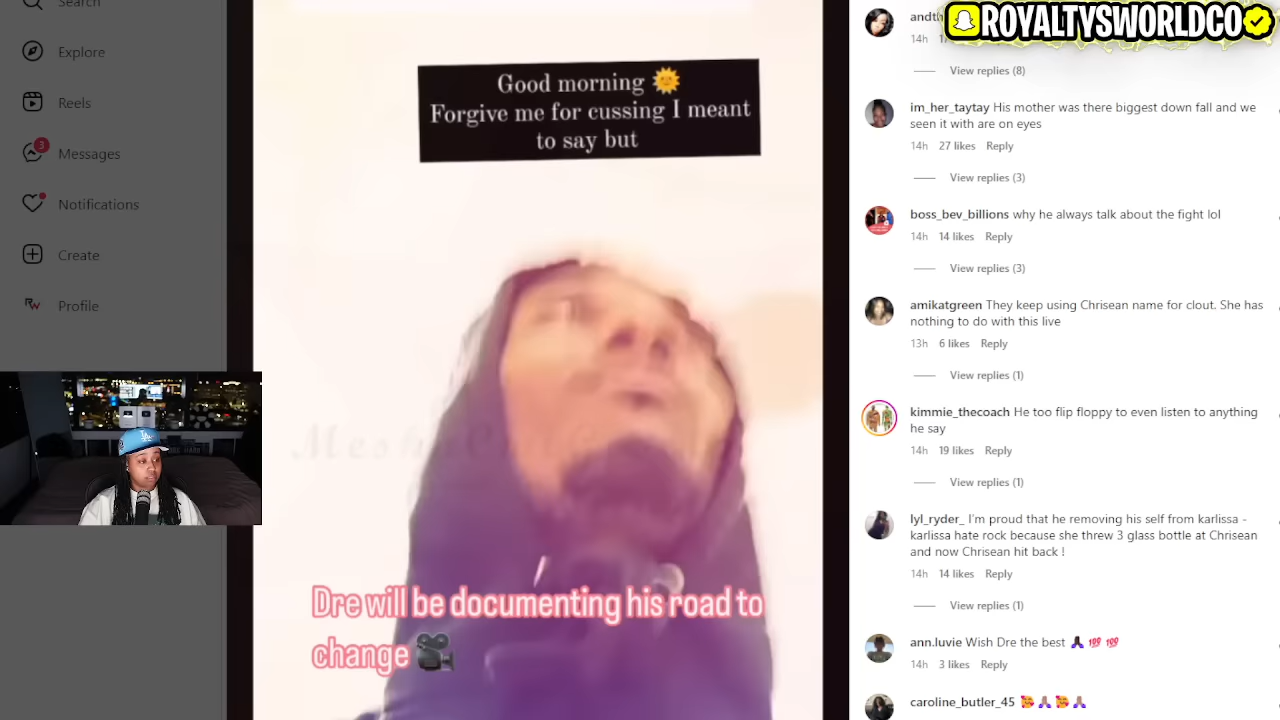 Search
Explore
Reels
3
Messages
Notifications
Create
Profile
Good morning 🌞
Forgive me for cussing I meant
to say but
Dre will be documenting his road to
change 🎥
ROYALTYSWORLDCO
14h
View replies (8)
im_her_taytay His mother was there biggest down fall and we
seen it with are on eyes
14h 27 likes Reply
View replies (3)
boss_bev_billions why he always talk about the fight lol
14h 14 likes Reply
View replies (3)
amikatgreen They keep using Chrisean name for clout. She has
nothing to do with this live
13h 6 likes Reply
View replies (1)
kimmie_thecoach He too flip floppy to even listen to anything
he say
14h 19 likes Reply
View replies (1)
lyl_ryder_ I'm proud that he removing his self from karlissa -
karlissa hate rock because she threw 3 glass bottle at Chrisean
and now Chrisean hit back !
14h 14 likes Reply
View replies (1)
ann.luvie Wish Dre the best 🙏🏿 💯 💯
14h 3 likes Reply
caroline_butler_45 🥰🙏🏽🥰🙏🏽